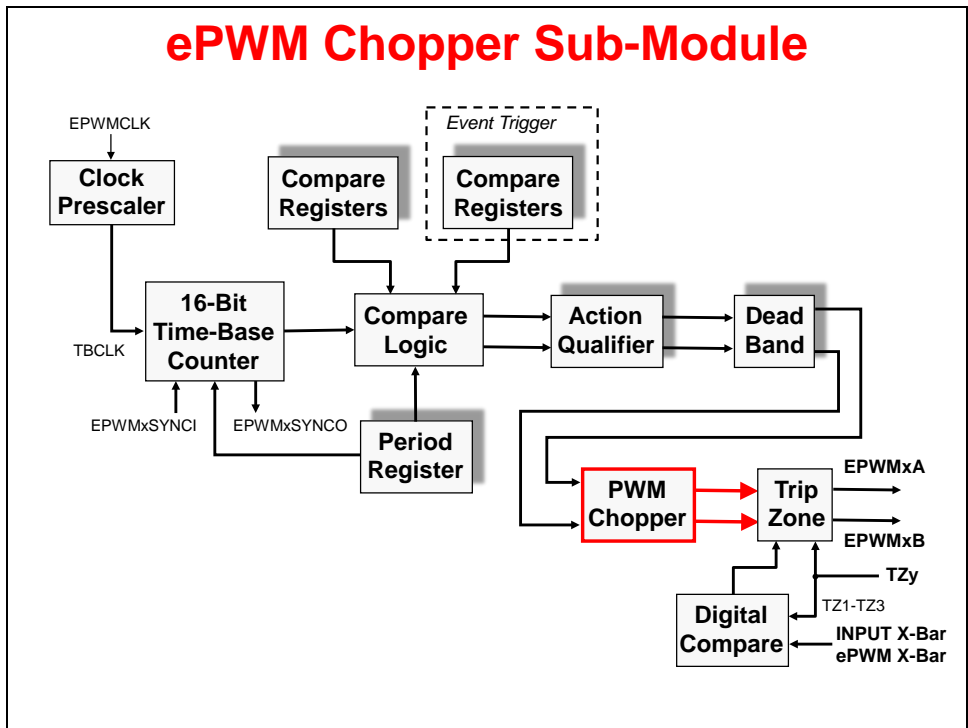 ePWM Chopper Sub-Module
EPWMCLK
Clock
Prescaler
Compare
Registers
Event Trigger
Compare
Registers
TBCLK
16-Bit
Time-Base
Counter
EPWMxSYNCI
EPWMxSYNCO
Compare
Logic
Period
Register
Action
Qualifier
Dead
Band
PWM
Chopper
Trip
Zone
EPWMxA
EPWMxB
TZy
TZ1-TZ3
Digital
Compare
INPUT X-Bar
ePWM X-Bar